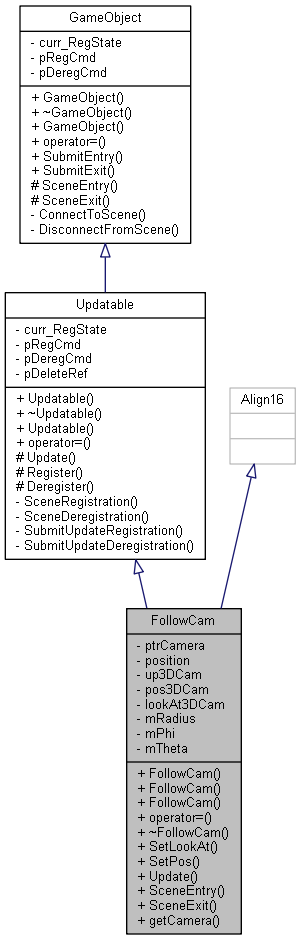 GameObject
- curr_RegState
- pRegCmd
- pDeregCmd
+ GameObject()
+ ~GameObject()
+ GameObject()
+ operator=()
+ SubmitEntry()
+ SubmitExit()
# SceneEntry()
# SceneExit()
- ConnectToScene()
- DisconnectFromScene()
Updatable
- curr_RegState
- pRegCmd
- pDeregCmd
- pDeleteRef
+ Updatable()
+ ~Updatable()
+ Updatable()
+ operator=()
# Update()
# Register()
# Deregister()
- SceneRegistration()
- SceneDeregistration()
- SubmitUpdateRegistration()
- SubmitUpdateDeregistration()
Align16
FollowCam
- ptrCamera
- position
- up3DCam
- pos3DCam
- lookAt3DCam
- mRadius
- mPhi
- mTheta
+ FollowCam()
+ FollowCam()
+ FollowCam()
+ operator=()
+ ~FollowCam()
+ SetLookAt()
+ SetPos()
+ Update()
+ SceneEntry()
+ SceneExit()
+ getCamera()